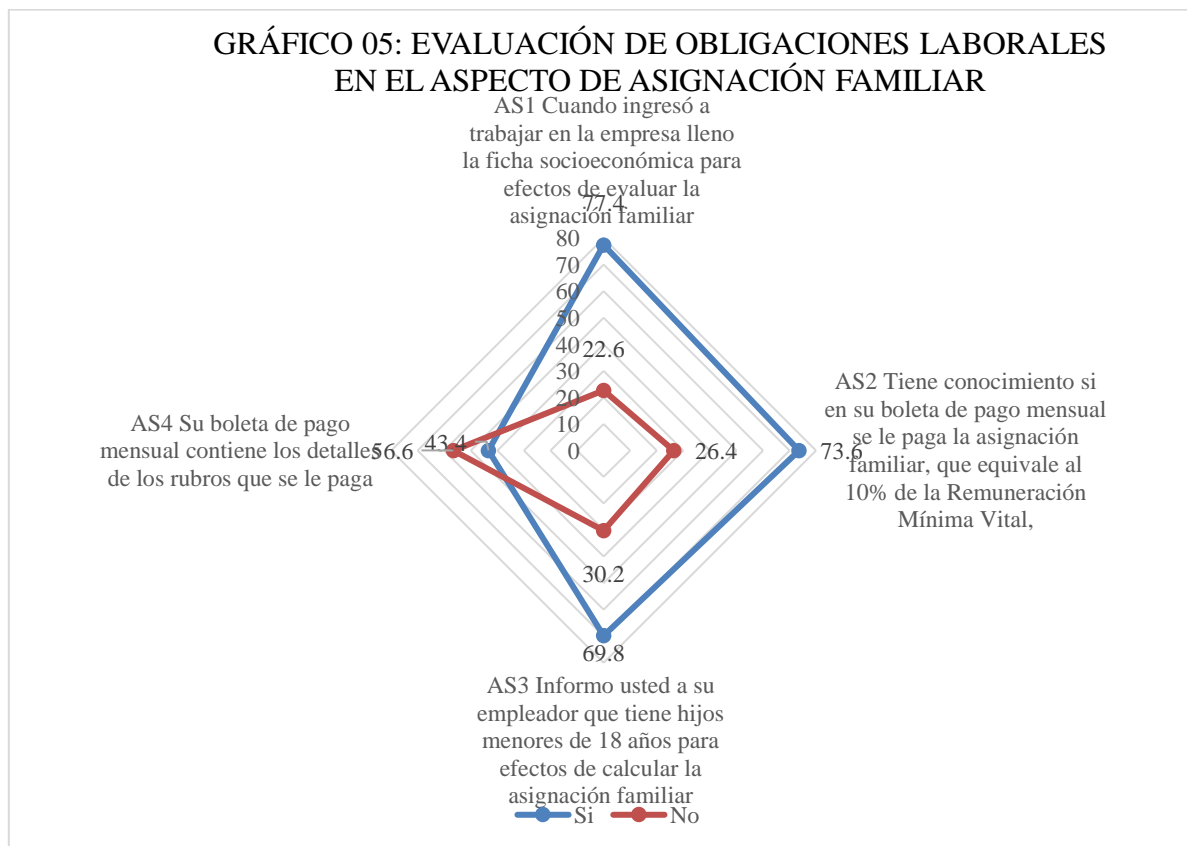 GRÁFICO 05: EVALUACIÓN DE OBLIGACIONES LABORALES
EN EL ASPECTO DE ASIGNACIÓN FAMILIAR
AS1 Cuando ingresó a
trabajar en la empresa lleno
la ficha socioeconómica para
efectos de evaluar la
asignación familiar
77.4
80
70
60
50
40
30
20
10
0
22.6
26.4
73.6
AS2 Tiene conocimiento si
en su boleta de pago mensual
se le paga la asignación
familiar, que equivale al
10% de la Remuneración
Mínima Vital,
AS4 Su boleta de pago
mensual contiene los detalles
de los rubros que se le paga
56.6
43.4
30.2
69.8
AS3 Informo usted a su
empleador que tiene hijos
menores de 18 años para
efectos de calcular la
asignación familiar
Si
No